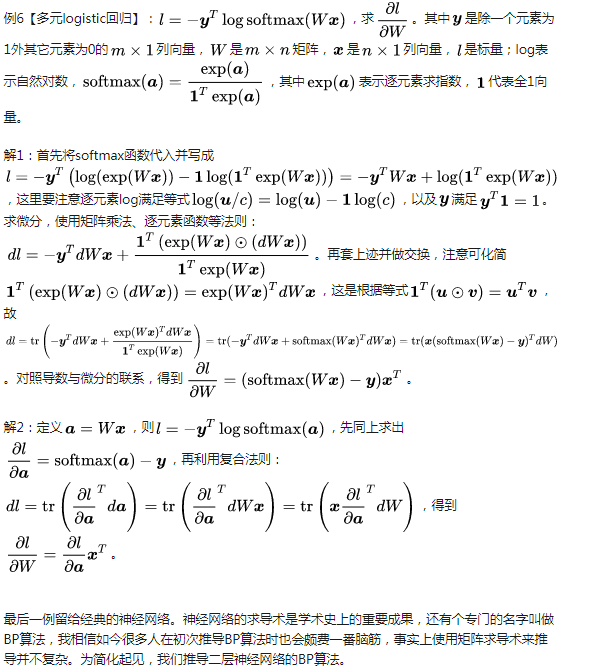 例6【多元logistic回归】：$l = -\boldsymbol{y}^T \log \text{softmax}(W\boldsymbol{x})$，求$\dfrac{\partial l}{\partial W}$。其中$\boldsymbol{y}$是除一个元素为
1外其它元素为0的$m \times 1$列向量，$W$是$m \times n$矩阵，$\boldsymbol{x}$是$n \times 1$列向量，$l$是标量；log表
示自然对数，$\text{softmax}(\boldsymbol{a}) = \dfrac{\exp(\boldsymbol{a})}{\boldsymbol{1}^T \exp(\boldsymbol{a})}$，其中$\exp(\boldsymbol{a})$表示逐元素求指数，$\boldsymbol{1}$代表全1向
量。
解1：首先将softmax函数代入并写成
$l = -\boldsymbol{y}^T \left(\log(\exp(W\boldsymbol{x})) - \boldsymbol{1}\log(\boldsymbol{1}^T \exp(W\boldsymbol{x}))\right) = -\boldsymbol{y}^T W\boldsymbol{x} + \log(\boldsymbol{1}^T \exp(W\boldsymbol{x}))$
，这里要注意逐元素log满足等式$\log(\boldsymbol{u}/c) = \log(\boldsymbol{u}) - \boldsymbol{1}\log(c)$，以及$\boldsymbol{y}$满足$\boldsymbol{y}^T \boldsymbol{1} = 1$。
求微分，使用矩阵乘法、逐元素函数等法则：
$dl = -\boldsymbol{y}^T dW\boldsymbol{x} + \dfrac{\boldsymbol{1}^T \left(\exp(W\boldsymbol{x}) \odot (dW\boldsymbol{x})\right)}{\boldsymbol{1}^T \exp(W\boldsymbol{x})}$。再套上迹并做交换，注意可化简
$\boldsymbol{1}^T \left(\exp(W\boldsymbol{x}) \odot (dW\boldsymbol{x})\right) = \exp(W\boldsymbol{x})^T dW\boldsymbol{x}$，这是根据等式$\boldsymbol{1}^T (\boldsymbol{u} \odot \boldsymbol{v}) = \boldsymbol{u}^T \boldsymbol{v}$，
故
$dl = \text{tr}\left(-\boldsymbol{y}^T dW\boldsymbol{x} + \dfrac{\exp(W\boldsymbol{x})^T dW\boldsymbol{x}}{\boldsymbol{1}^T \exp(W\boldsymbol{x})}\right) = \text{tr}(-\boldsymbol{y}^T dW\boldsymbol{x} + \text{softmax}(W\boldsymbol{x})^T dW\boldsymbol{x}) = \text{tr}(\boldsymbol{x}(\text{softmax}(W\boldsymbol{x}) - \boldsymbol{y})^T dW)$
。对照导数与微分的联系，得到$\dfrac{\partial l}{\partial W} = (\text{softmax}(W\boldsymbol{x}) - \boldsymbol{y})\boldsymbol{x}^T$。
解2：定义$\boldsymbol{a} = W\boldsymbol{x}$，则$l = -\boldsymbol{y}^T \log \text{softmax}(\boldsymbol{a})$，先同上求出
$\dfrac{\partial l}{\partial \boldsymbol{a}} = \text{softmax}(\boldsymbol{a}) - \boldsymbol{y}$，再利用复合法则：
$dl = \text{tr}\left(\dfrac{\partial l}{\partial \boldsymbol{a}}^T d\boldsymbol{a}\right) = \text{tr}\left(\dfrac{\partial l}{\partial \boldsymbol{a}}^T dW\boldsymbol{x}\right) = \text{tr}\left(\boldsymbol{x}\dfrac{\partial l}{\partial \boldsymbol{a}}^T dW\right)$，得到
$\dfrac{\partial l}{\partial W} = \dfrac{\partial l}{\partial \boldsymbol{a}}\boldsymbol{x}^T$。
最后一例留给经典的神经网络。神经网络的求导术是学术史上的重要成果，还有个专门的名字叫做
BP算法，我相信如今很多人在初次推导BP算法时也会颇费一番脑筋，事实上使用矩阵求导术来推
导并不复杂。为简化起见，我们推导二层神经网络的BP算法。